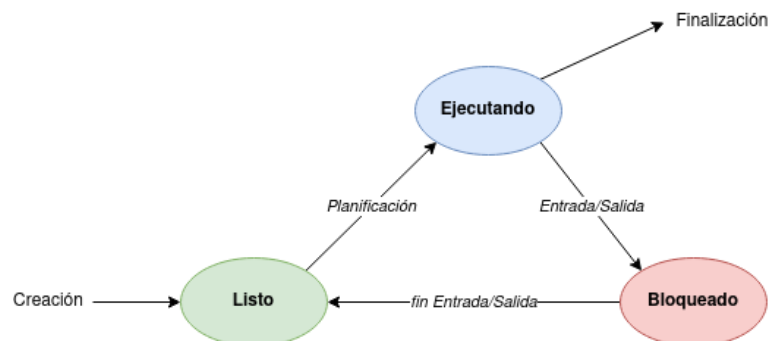 Finalización
Ejecutando
Planificación
Entrada/Salida
Creación
Listo
fin Entrada/Salida
Bloqueado